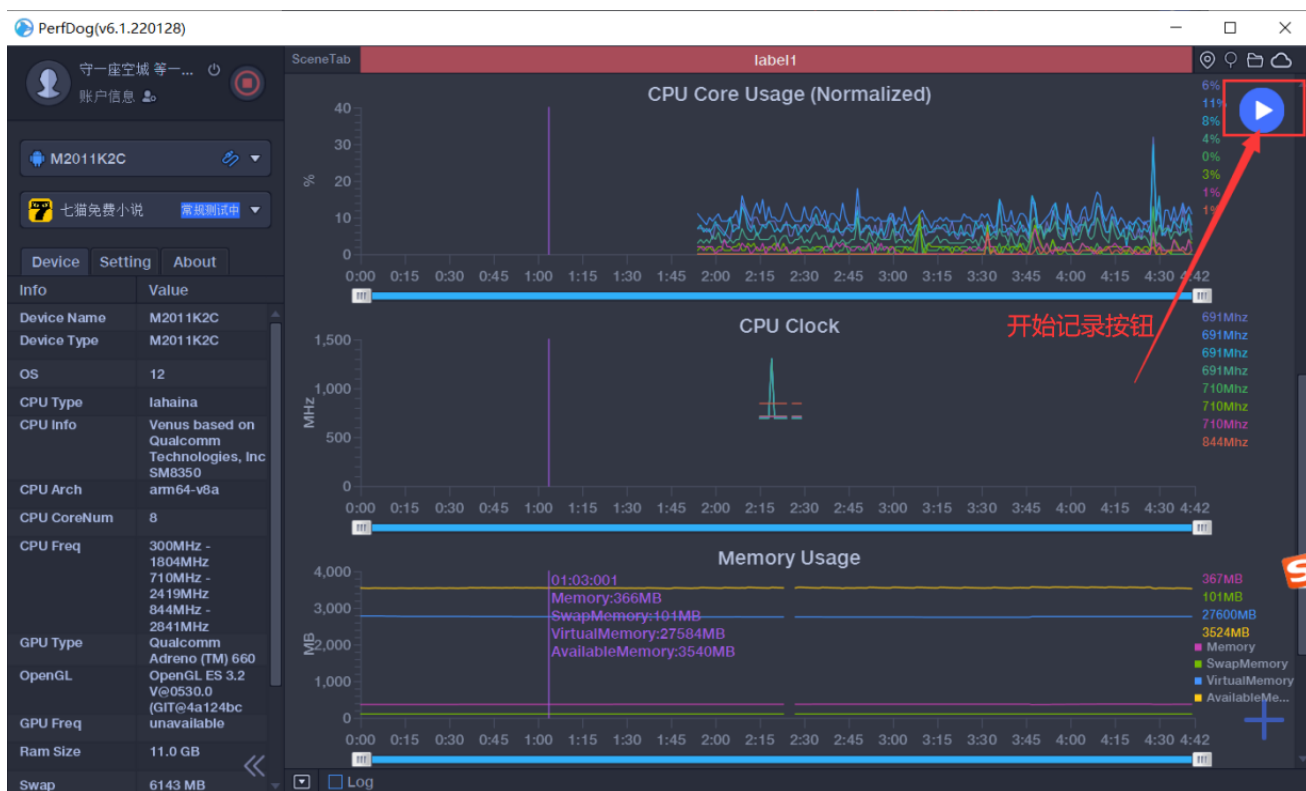 PerfDog(v6.1.220128)
守一座空城 等一...
账户信息
M2011K2C
七猫免费小说 常规测试中
Device Setting About
Info Value
Device Name M2011K2C
Device Type M2011K2C
OS 12
CPU Type lahaina
CPU Info Venus based on
Qualcomm
Technologies, Inc
SM8350
CPU Arch arm64-v8a
CPU CoreNum 8
CPU Freq 300MHz -
1804MHz
710MHz -
2419MHz
844MHz -
2841MHz
GPU Type Qualcomm
Adreno (TM) 660
OpenGL OpenGL ES 3.2
V@0530.0
(GIT@4a124bc
GPU Freq unavailable
Ram Size 11.0 GB
Swap 6143 MB
SceneTab label1
CPU Core Usage (Normalized)
40
30
20
10
0
%
0:00 0:15 0:30 0:45 1:00 1:15 1:30 1:45 2:00 2:15 2:30 2:45 3:00 3:15 3:30 3:45 4:00 4:15 4:30 4:42
6%
11%
8%
4%
0%
3%
1%
1%
开始记录按钮
CPU Clock
1,500
1,000
500
0
MHz
0:00 0:15 0:30 0:45 1:00 1:15 1:30 1:45 2:00 2:15 2:30 2:45 3:00 3:15 3:30 3:45 4:00 4:15 4:30 4:42
691Mhz
691Mhz
691Mhz
691Mhz
710Mhz
710Mhz
710Mhz
844Mhz
Memory Usage
4,000
3,000
2,000
1,000
0
MB
01:03:001
Memory:366MB
SwapMemory:101MB
VirtualMemory:27584MB
AvailableMemory:3540MB
0:00 0:15 0:30 0:45 1:00 1:15 1:30 1:45 2:00 2:15 2:30 2:45 3:00 3:15 3:30 3:45 4:00 4:15 4:30 4:42
367MB
101MB
27600MB
3524MB
Memory
SwapMemory
VirtualMemory
AvailableMe...
Log